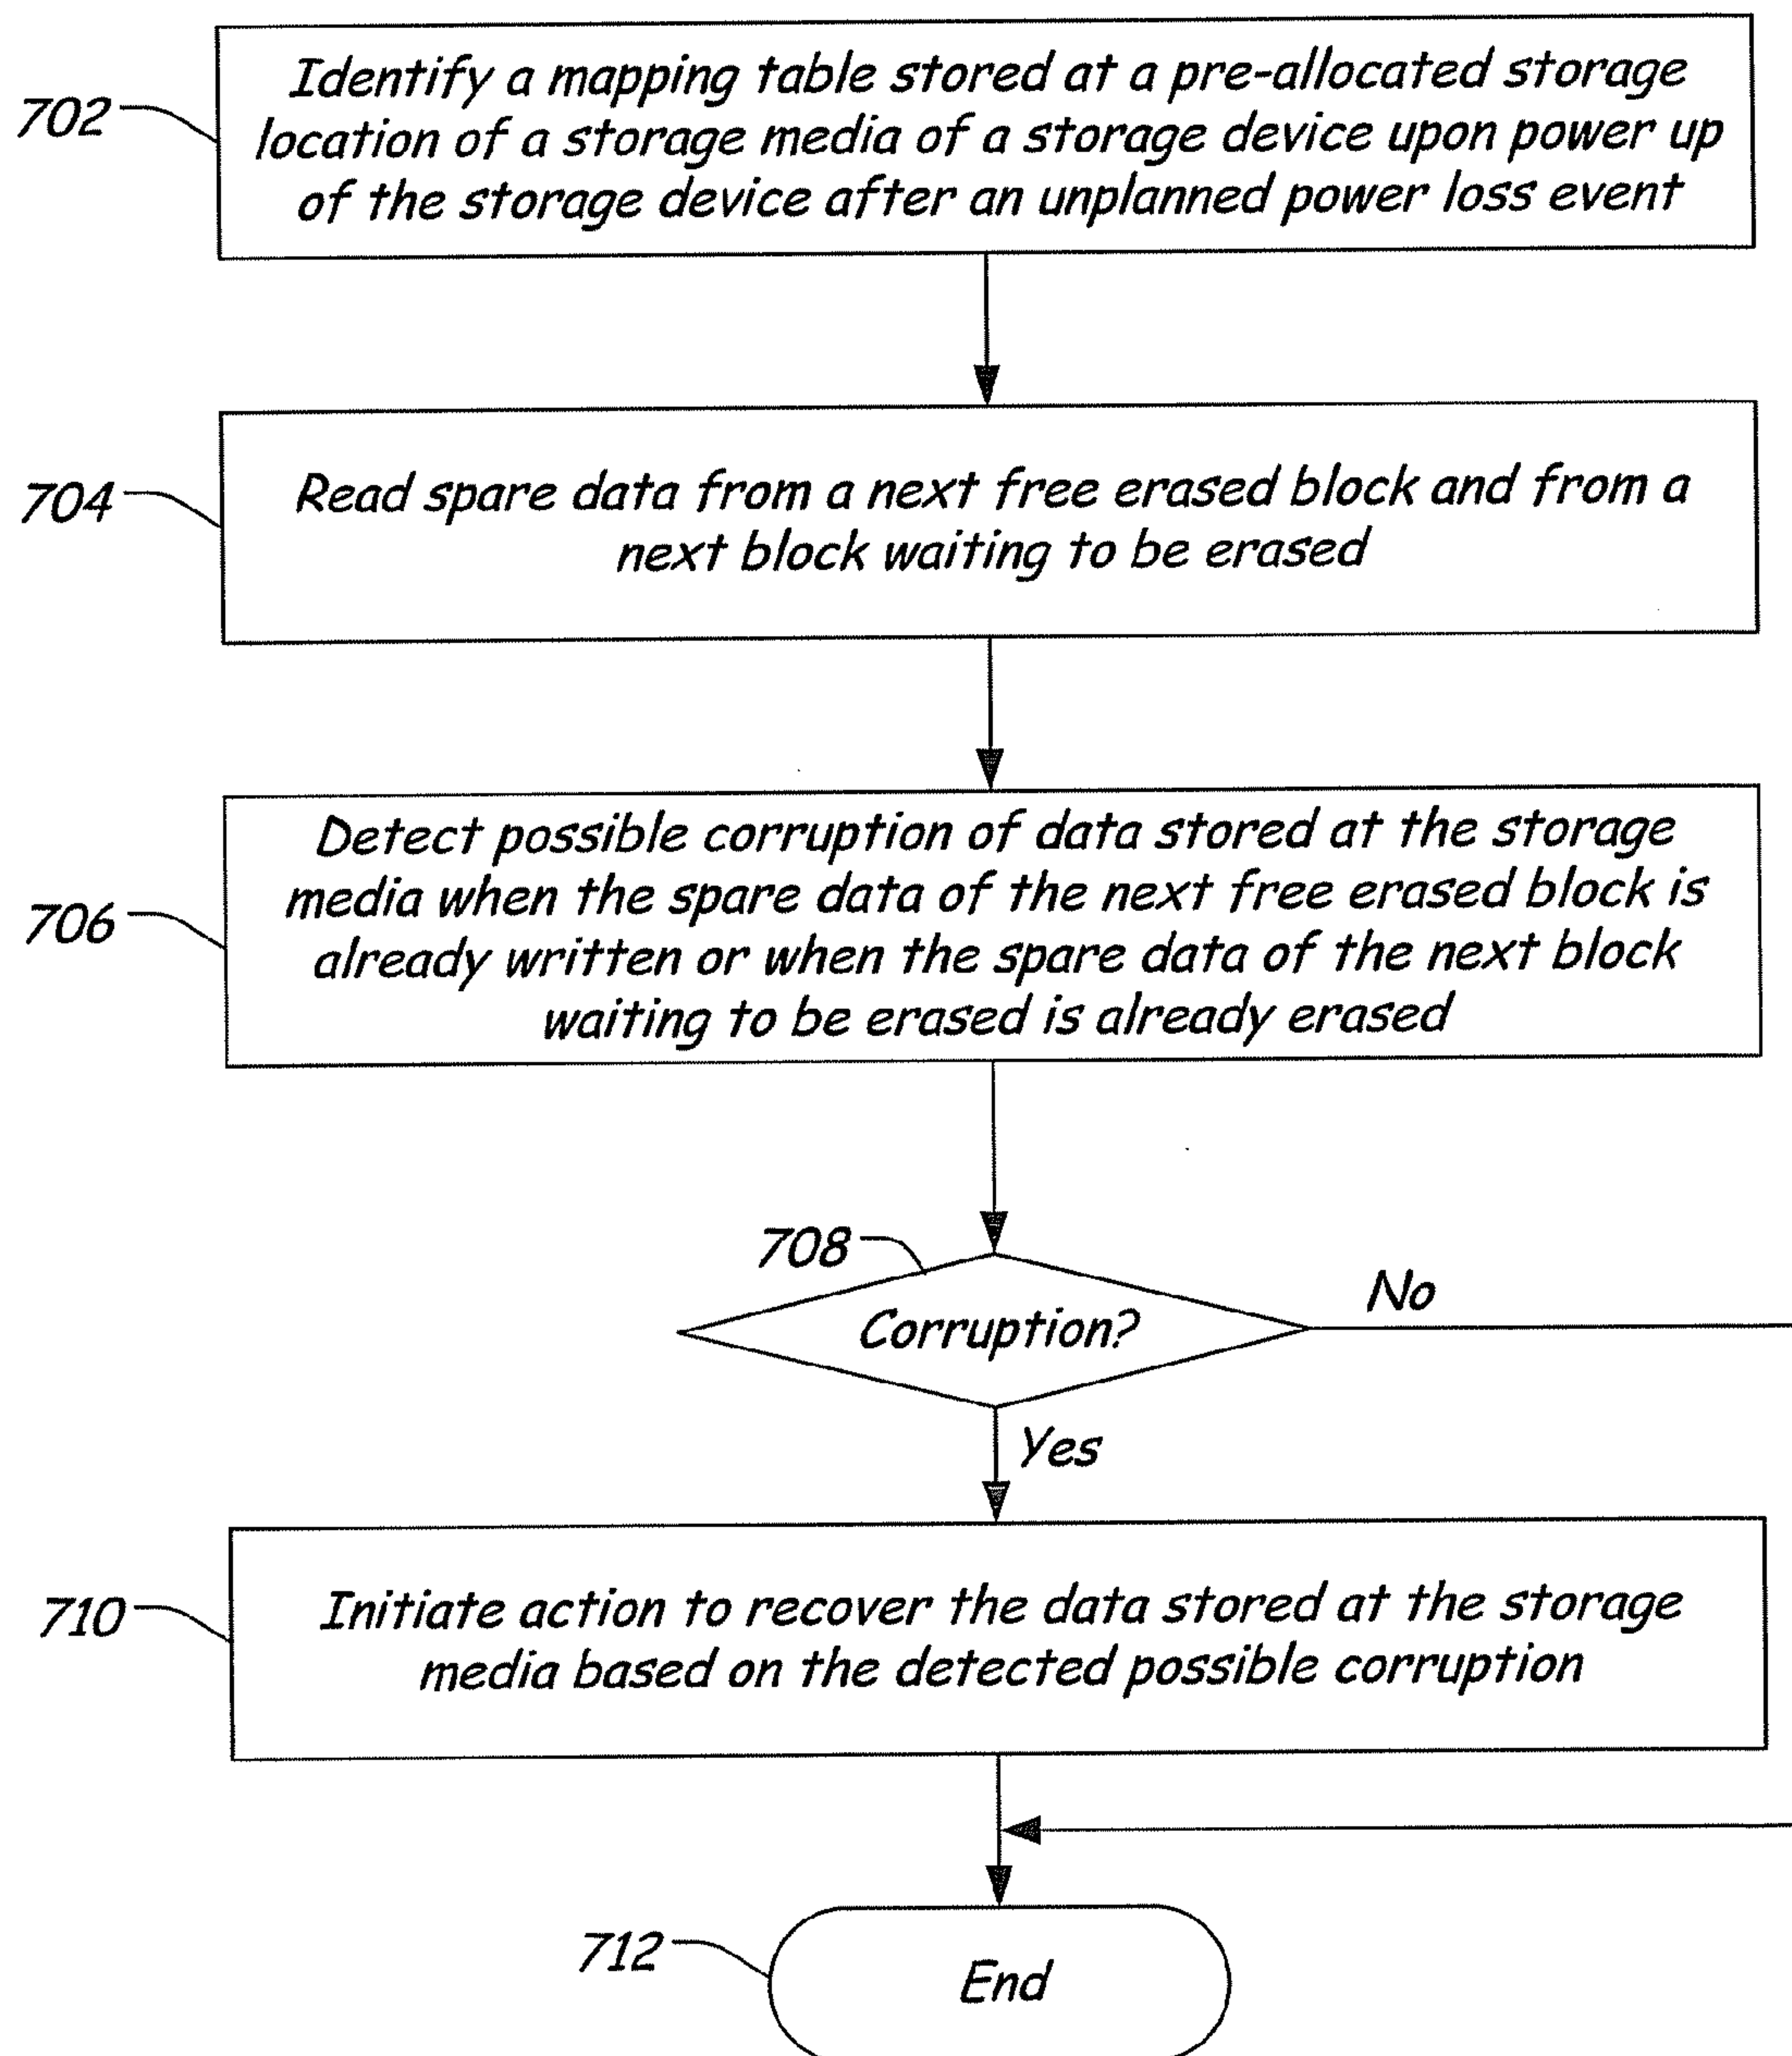 702
Identify a mapping table stored at a pre-allocated storage
location of a storage media of a storage device upon power up
of the storage device after an unplanned power loss event
704
Read spare data from a next free erased block and from a
next block waiting to be erased
706
Detect possible corruption of data stored at the storage
media when the spare data of the next free erased block is
already written or when the spare data of the next block
waiting to be erased is already erased
708
Corruption?
No
Yes
710
Initiate action to recover the data stored at the storage
media based on the detected possible corruption
712
End